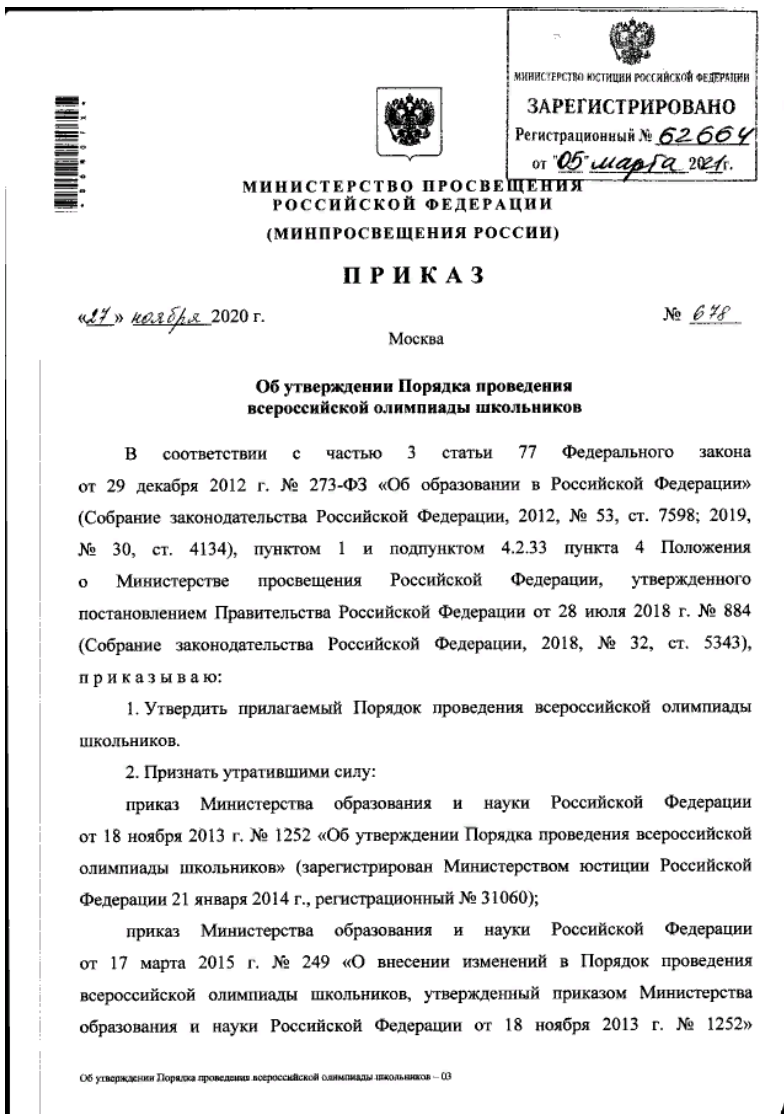 МИНИСТЕРСТВО ЮСТИЦИИ РОССИЙСКОЙ ФЕДЕРАЦИИ
ЗАРЕГИСТРИРОВАНО
Регистрационный № 62664
от "05" марта 2021г.
МИНИСТЕРСТВО ПРОСВЕЩЕНИЯ
РОССИЙСКОЙ ФЕДЕРАЦИИ
(МИНПРОСВЕЩЕНИЯ РОССИИ)
ПРИКАЗ
«27» ноября 2020 г.
№ 678
Москва
Об утверждении Порядка проведения
всероссийской олимпиады школьников
В соответствии с частью 3 статьи 77 Федерального закона
от 29 декабря 2012 г. № 273-ФЗ «Об образовании в Российской Федерации»
(Собрание законодательства Российской Федерации, 2012, № 53, ст. 7598; 2019,
№ 30, ст. 4134), пунктом 1 и подпунктом 4.2.33 пункта 4 Положения
о Министерстве просвещения Российской Федерации, утвержденного
постановлением Правительства Российской Федерации от 28 июля 2018 г. № 884
(Собрание законодательства Российской Федерации, 2018, № 32, ст. 5343),
приказываю:
1. Утвердить прилагаемый Порядок проведения всероссийской олимпиады
школьников.
2. Признать утратившими силу:
приказ Министерства образования и науки Российской Федерации
от 18 ноября 2013 г. № 1252 «Об утверждении Порядка проведения всероссийской
олимпиады школьников» (зарегистрирован Министерством юстиции Российской
Федерации 21 января 2014 г., регистрационный № 31060);
приказ Министерства образования и науки Российской Федерации
от 17 марта 2015 г. № 249 «О внесении изменений в Порядок проведения
всероссийской олимпиады школьников, утвержденный приказом Министерства
образования и науки Российской Федерации от 18 ноября 2013 г. № 1252»
Об утверждении Порядка проведения всероссийской олимпиады школьников – 03